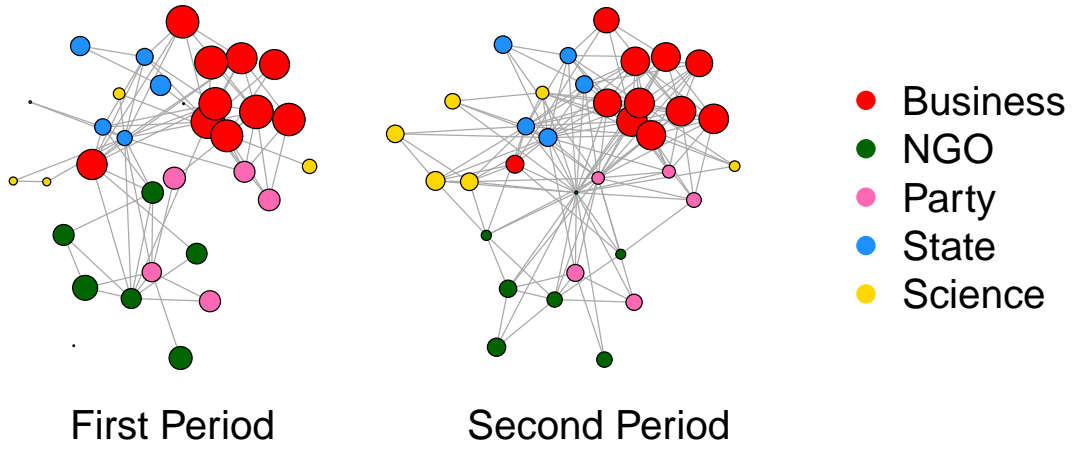 Business
NGO
Party
State
Science
First Period
Second Period